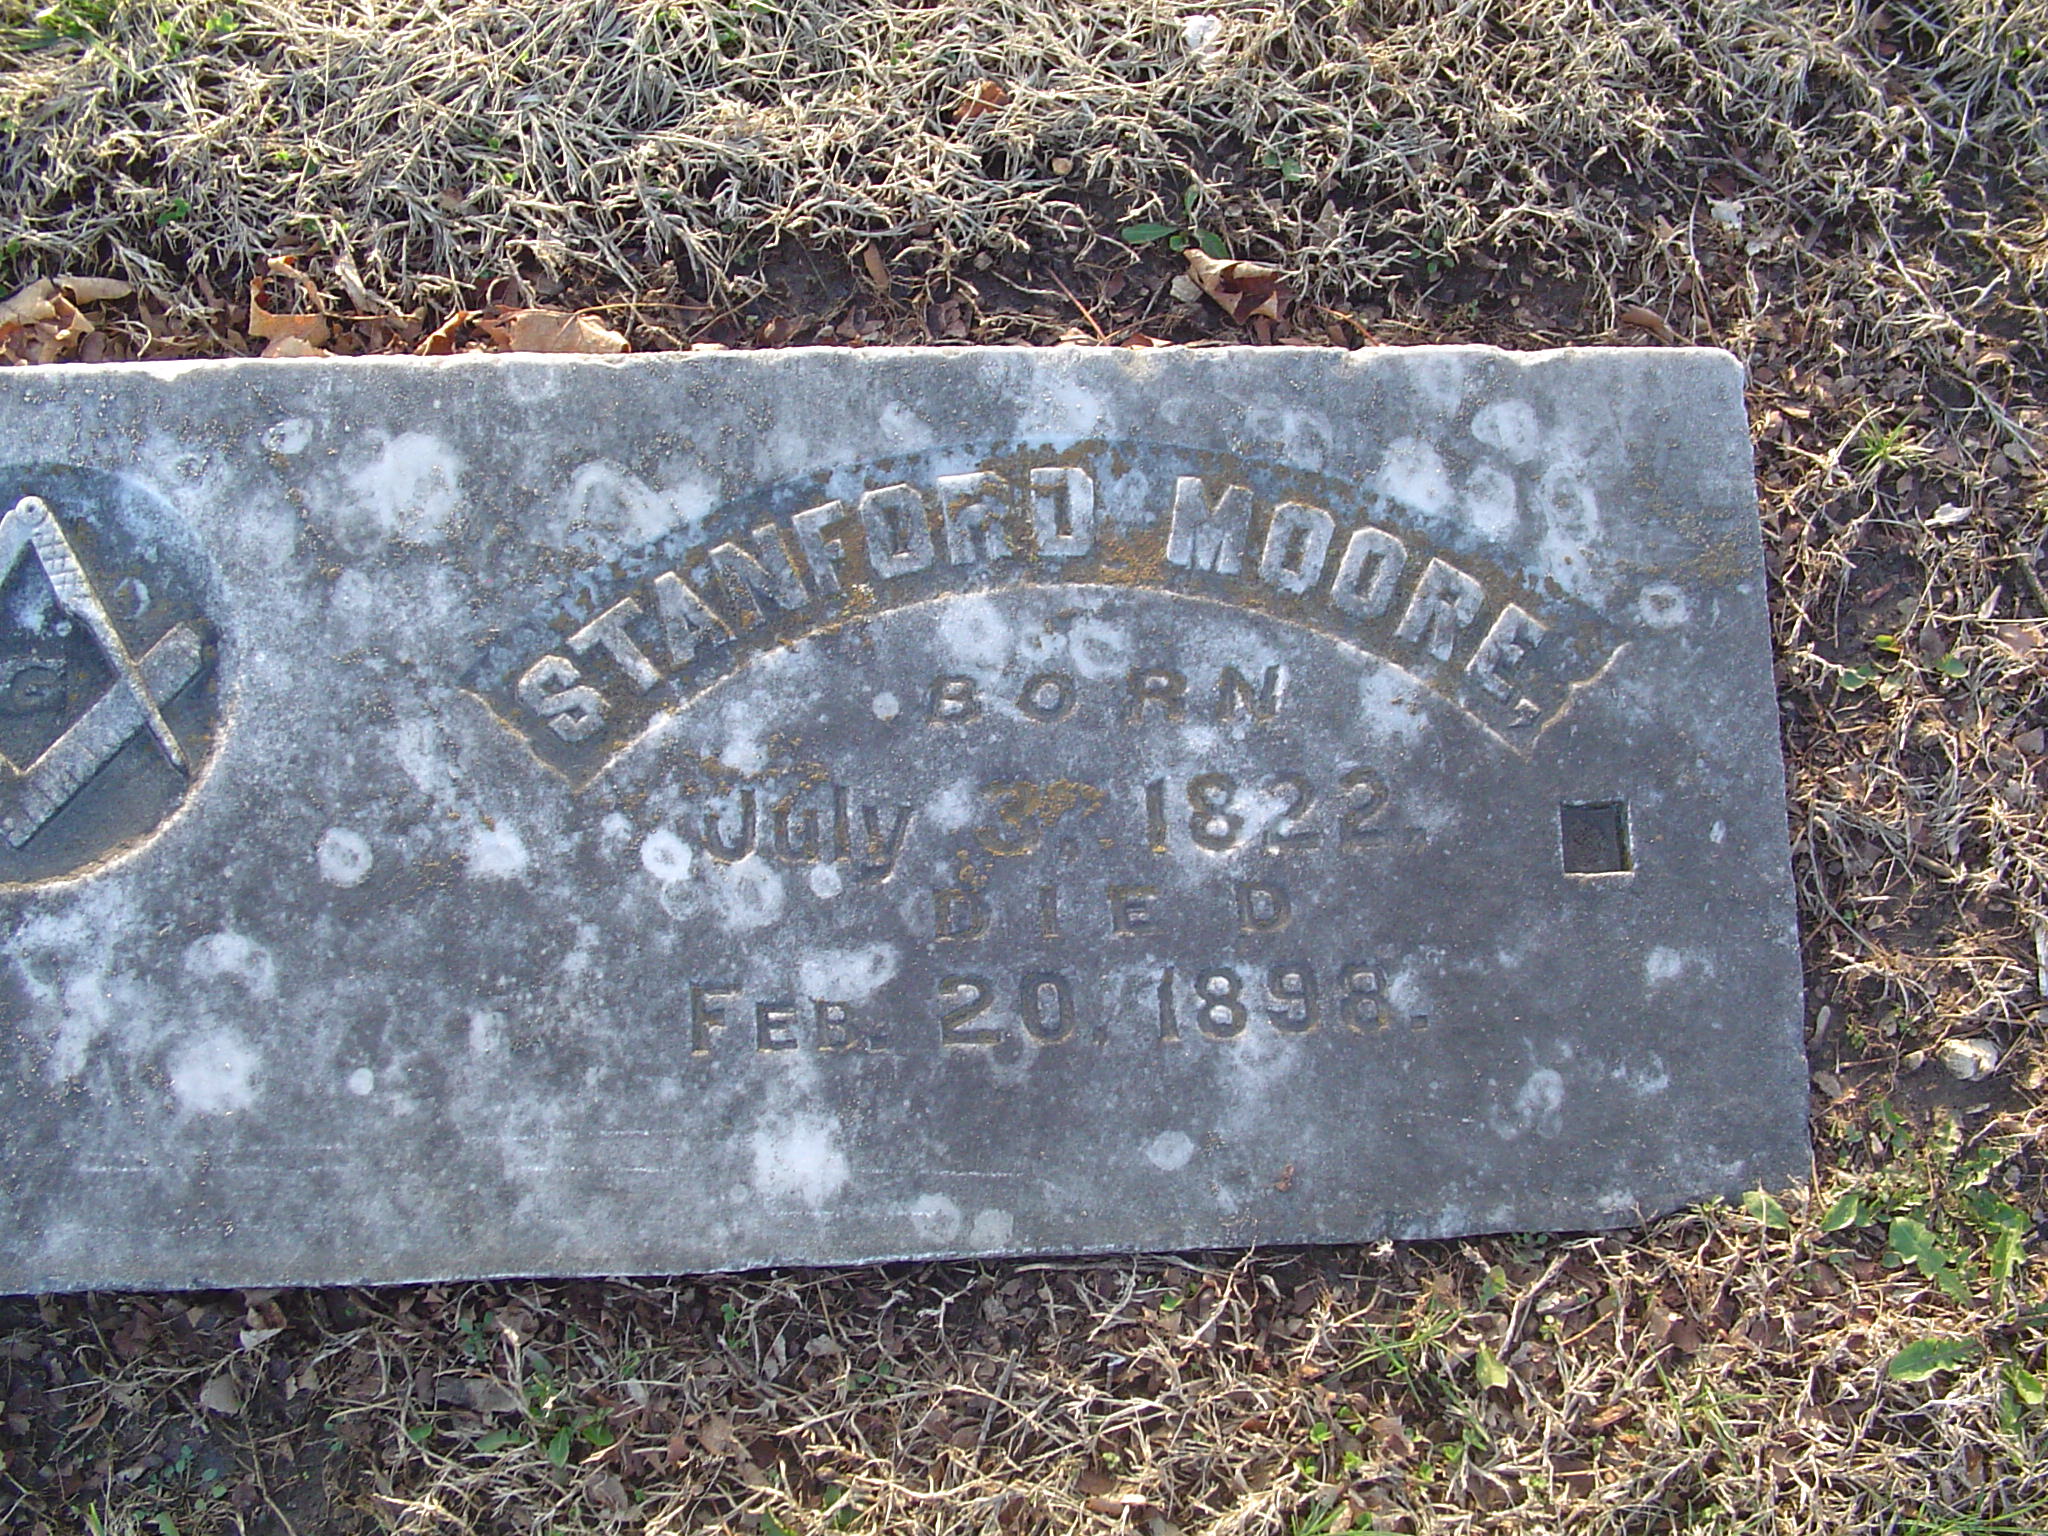 G
STANFORD MOORE,
BORN
July 3, 1822.
DIED
FEB. 20, 1898.